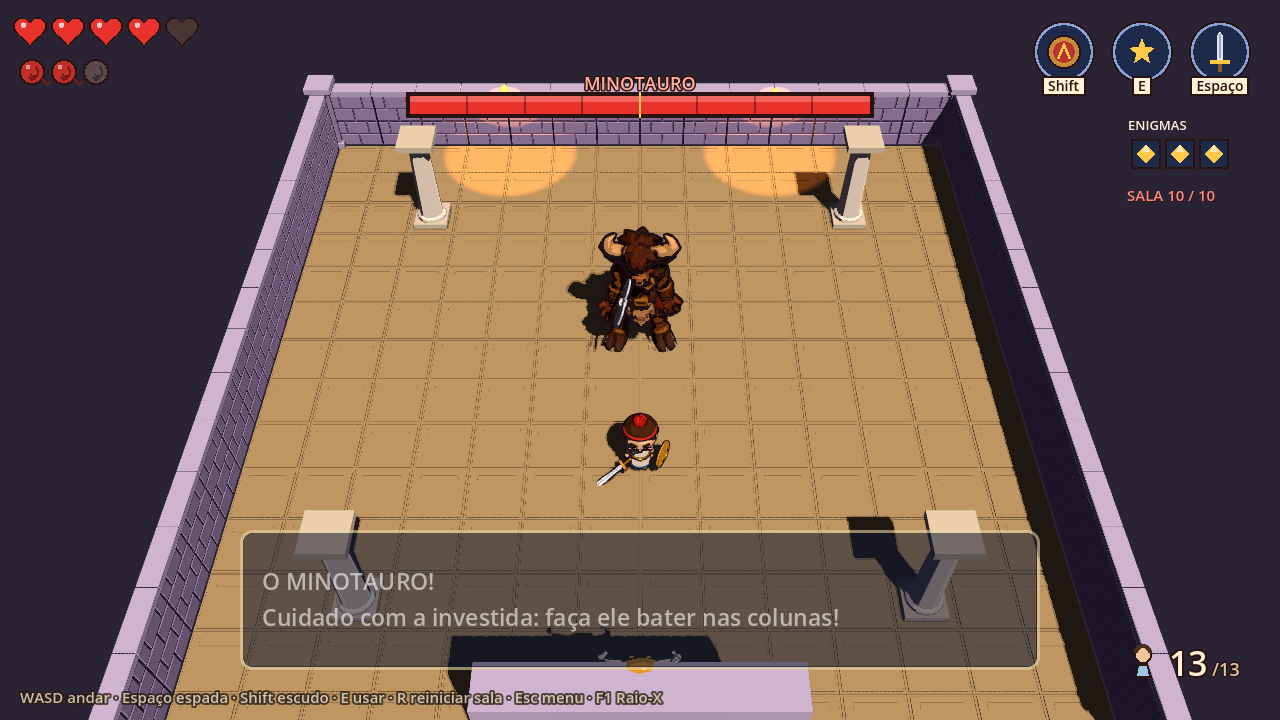 MINOTAURO
Shift
E
Espaço
ENIGMAS
SALA 10 / 10
O MINOTAURO!
Cuidado com a investida: faça ele bater nas colunas!
13 /13
WASD andar · Espaço espada · Shift escudo · E usar · R reiniciar sala · Esc menu · F1 Raio-X